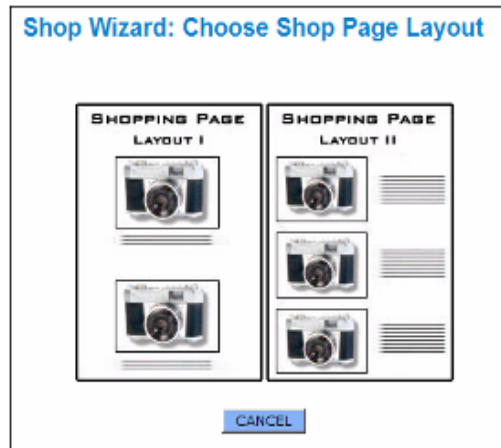 Shop Wizard: Choose Shop Page Layout
SHOPPING PAGE
LAYOUT I
SHOPPING PAGE
LAYOUT II
CANCEL